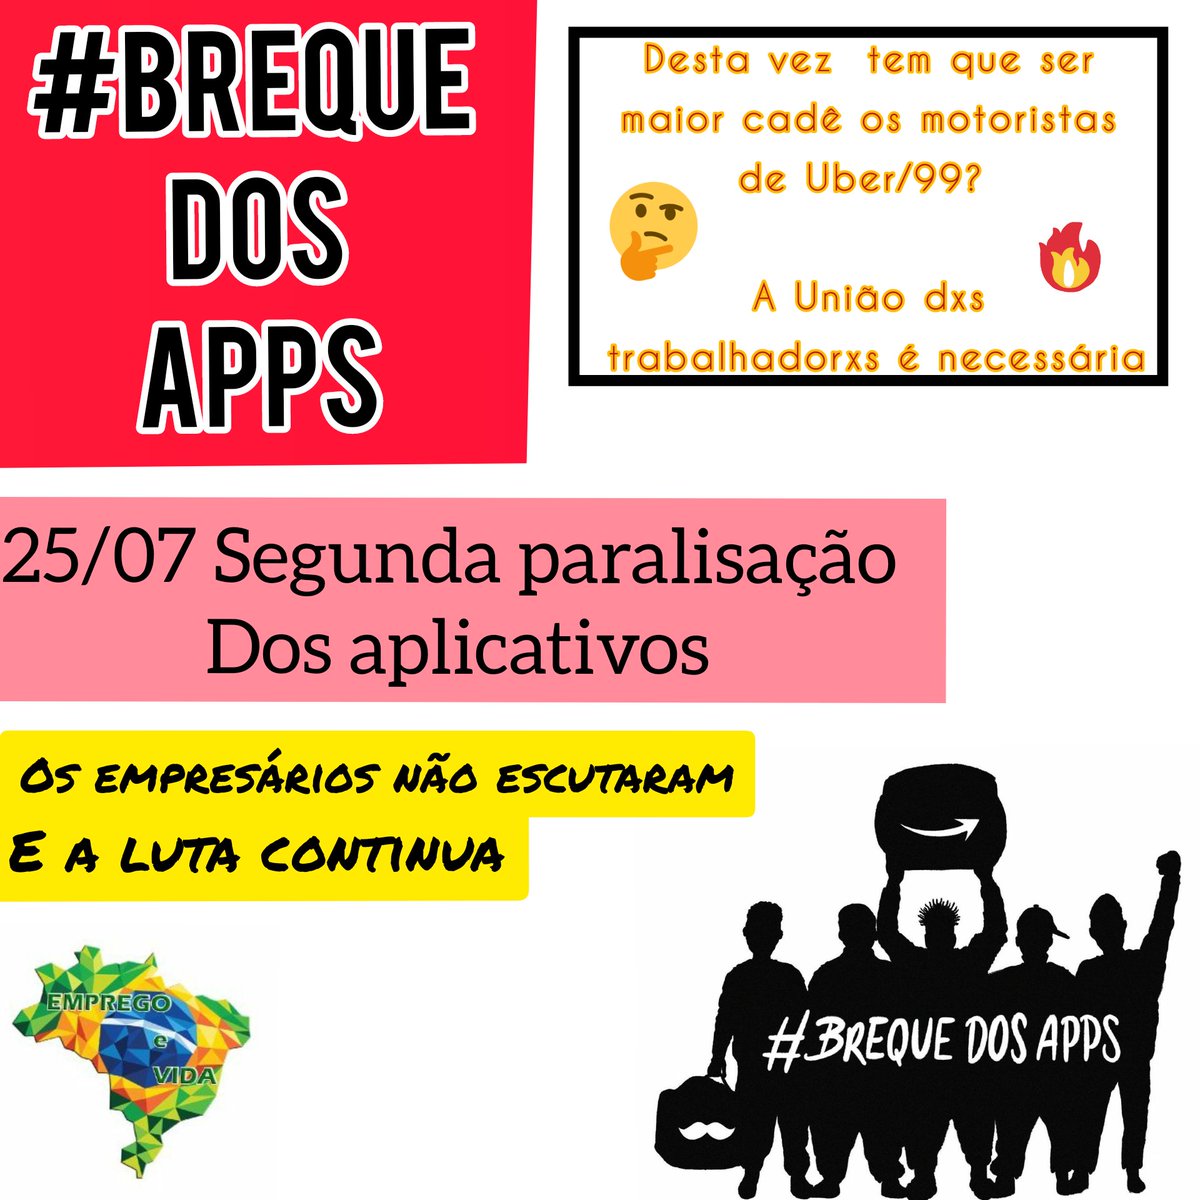 #BREQUE
DOS
APPS
Desta vez tem que ser
maior cadê os motoristas
de Uber/99?
A União dxs
trabalhadorxs é necessária
25/07 Segunda paralisação
Dos aplicativos
Os empresários não escutaram
E a luta continua
EMPREGO
e
VIDA
#BREQUE DOS APPS